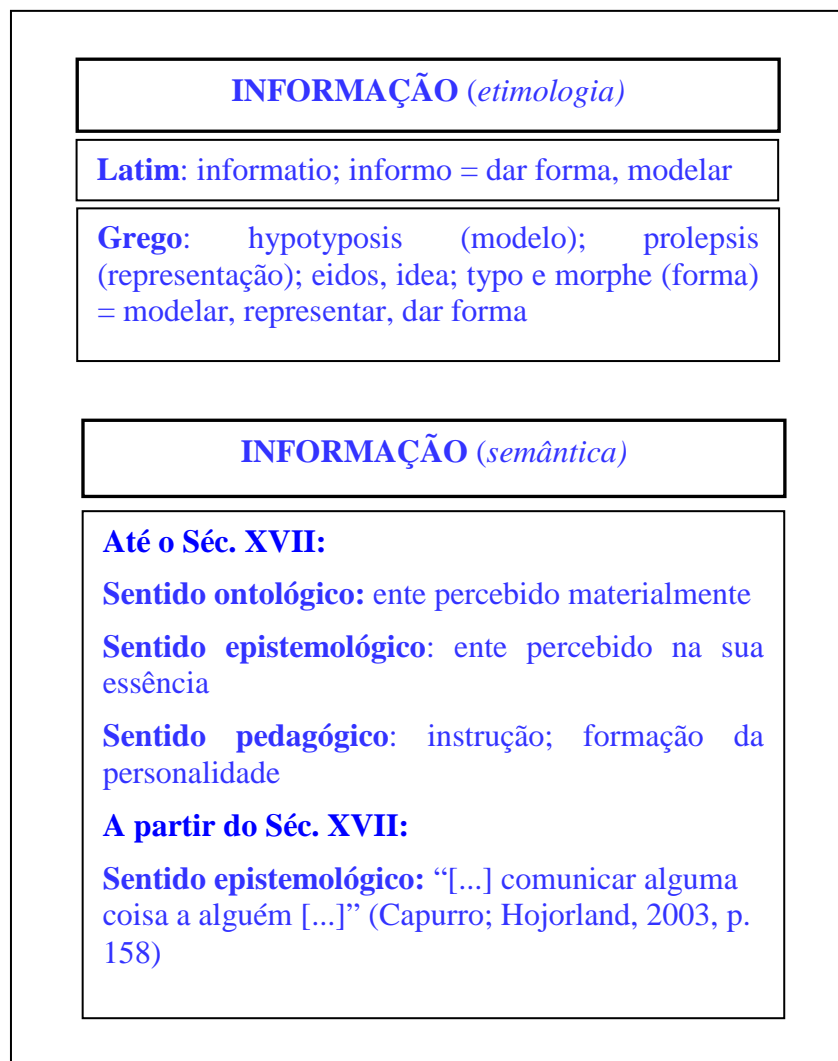 INFORMAÇÃO (etimologia)
Latim: informatio; informo = dar forma, modelar
Grego: hypotyposis (modelo); prolepsis
(representação); eidos, idea; typo e morphe (forma)
= modelar, representar, dar forma
INFORMAÇÃO (semântica)
Até o Séc. XVII:
Sentido ontológico: ente percebido materialmente
Sentido epistemológico: ente percebido na sua
essência
Sentido pedagógico: instrução; formação da
personalidade
A partir do Séc. XVII:
Sentido epistemológico: “[...] comunicar alguma
coisa a alguém [...]” (Capurro; Hojorland, 2003, p.
158)